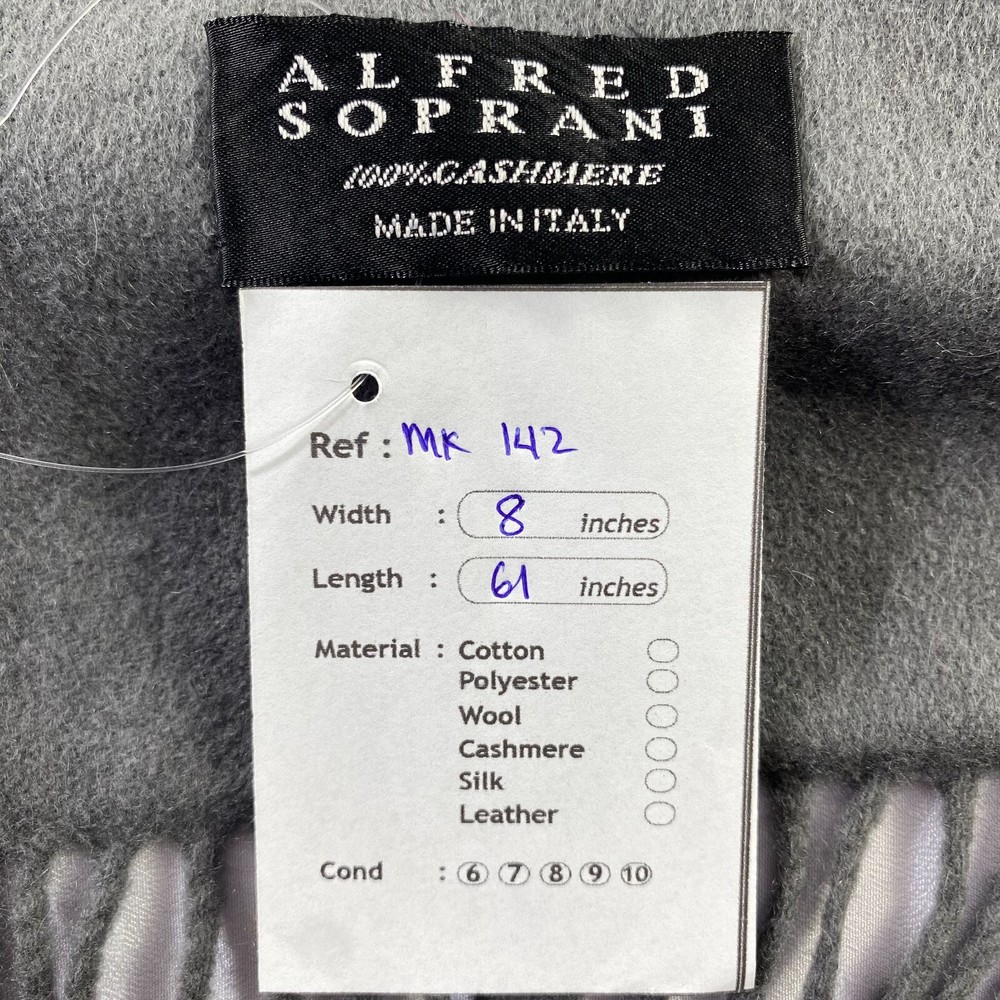 ALFRED
SOPRANI
100% CASHMERE
MADE IN ITALY
Ref : MK 142
Width : 8 inches
Length : 61 inches
Material : Cotton
Polyester
Wool
Cashmere
Silk
Leather
Cond : 6 7 8 9 10